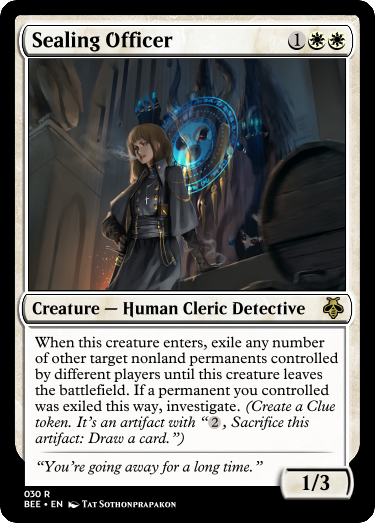 Sealing Officer 1
Creature — Human Cleric Detective
When this creature enters, exile any number
of other target nonland permanents controlled
by different players until this creature leaves
the battlefield. If a permanent you controlled
was exiled this way, investigate. (Create a Clue
token. It's an artifact with “2, Sacrifice this
artifact: Draw a card.”)
“You're going away for a long time.”
1/3
030 R
BEE • EN Tat Sothonprapakon